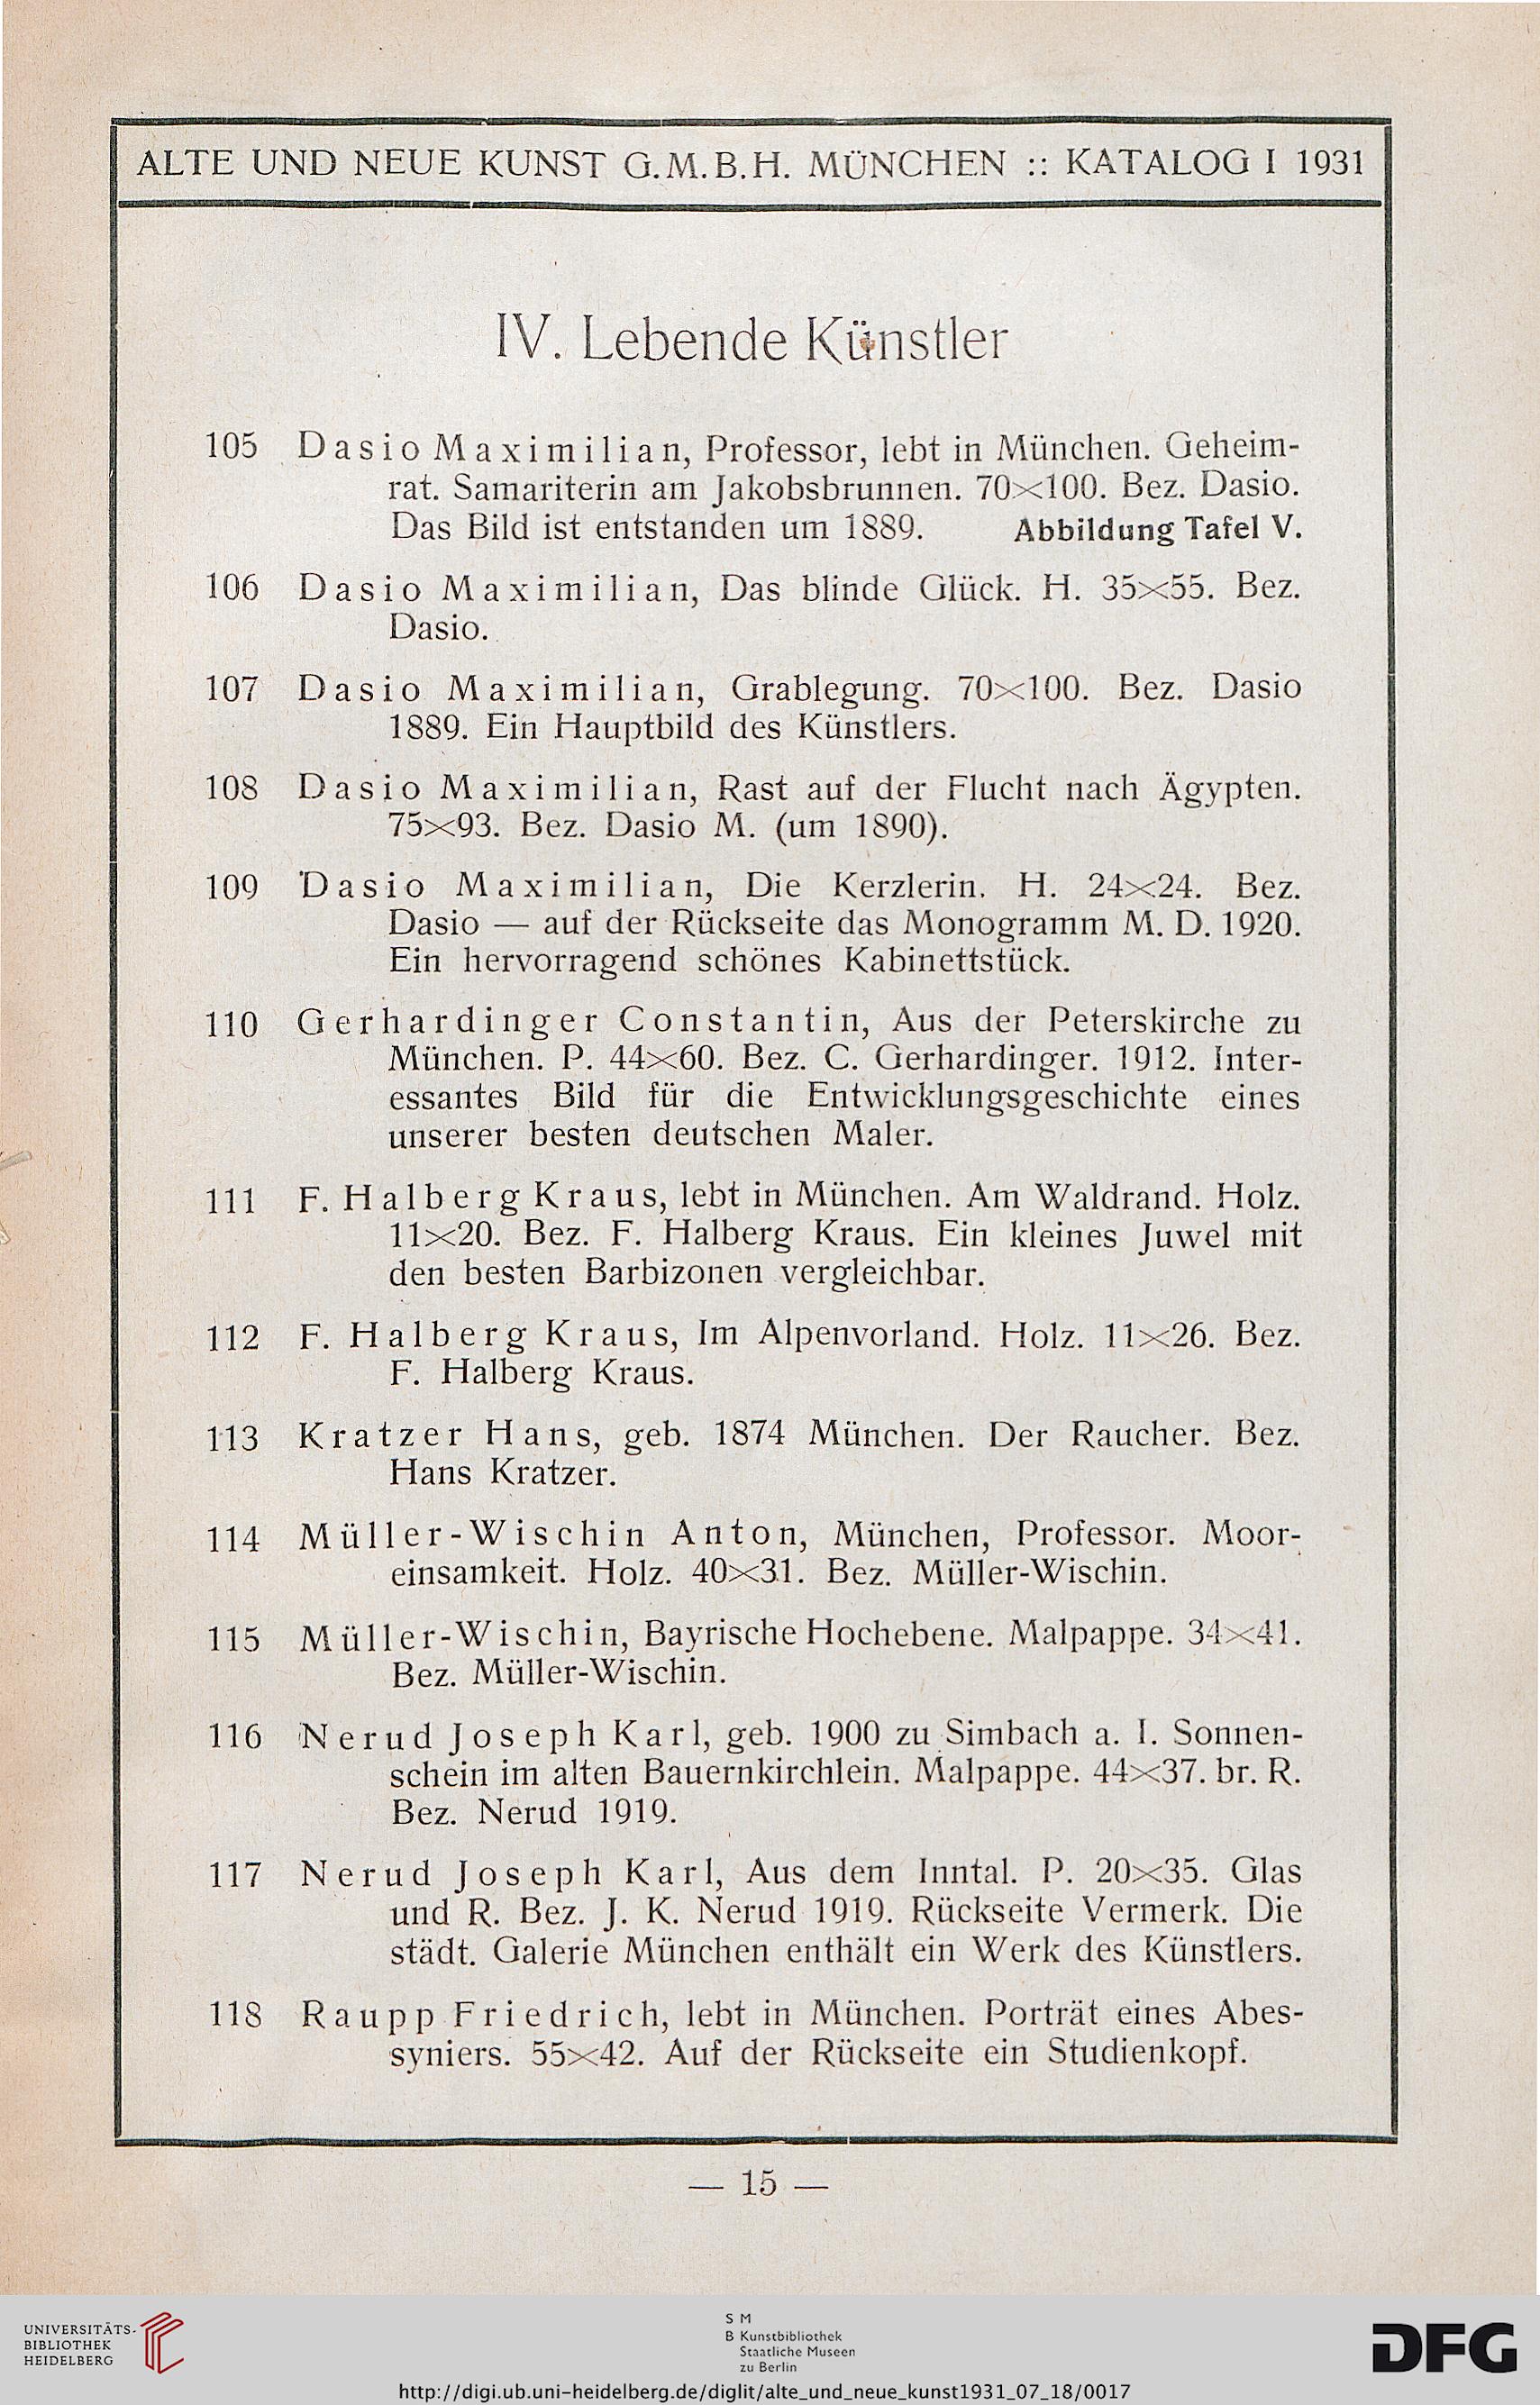 ALTE UND NEUE KUNST G.M.B.H. MÜNCHEN :: KATALOG I 1931
IV. Lebende Künstler
105 Dasio Maximilian, Professor, lebt in München. Geheim-
rat. Samariterin am Jakobsbrunnen. 70×100. Bez. Dasio.
Das Bild ist entstanden um 1889. Abbildung Tafel V.
106 Dasio Maximilian, Das blinde Glück. H. 35×55. Bez.
Dasio.
107 Dasio Maximilian, Grablegung. 70×100. Bez. Dasio
1889. Ein Hauptbild des Künstlers.
108 Dasio Maximilian, Rast auf der Flucht nach Ägypten.
75×93. Bez. Dasio M. (um 1890).
109 Dasio Maximilian, Die Kerzlerin. H. 24×24. Bez.
Dasio — auf der Rückseite das Monogramm M. D. 1920.
Ein hervorragend schönes Kabinettstück.
110 Gerhardinger Constantin, Aus der Peterskirche zu
München. P. 44×60. Bez. C. Gerhardinger. 1912. Inter-
essantes Bild für die Entwicklungsgeschichte eines
unserer besten deutschen Maler.
111 F. Halberg Kraus, lebt in München. Am Waldrand. Holz.
11×20. Bez. F. Halberg Kraus. Ein kleines Juwel mit
den besten Barbizonen vergleichbar.
112 F. Halberg Kraus, Im Alpenvorland. Holz. 11×26. Bez.
F. Halberg Kraus.
113 Kratzer Hans, geb. 1874 München. Der Raucher. Bez.
Hans Kratzer.
114 Müller-Wischin Anton, München, Professor. Moor-
einsamkeit. Holz. 40×31. Bez. Müller-Wischin.
115 Müller-Wischin, Bayrische Hochebene. Malpappe. 34×41.
Bez. Müller-Wischin.
116 Nerud Joseph Karl, geb. 1900 zu Simbach a. I. Sonnen-
schein im alten Bauernkirchlein. Malpappe. 44×37. br. R.
Bez. Nerud 1919.
117 Nerud Joseph Karl, Aus dem Inntal. P. 20×35. Glas
und R. Bez. J. K. Nerud 1919. Rückseite Vermerk. Die
städt. Galerie München enthält ein Werk des Künstlers.
118 Raupp Friedrich, lebt in München. Porträt eines Abes-
syniers. 55×42. Auf der Rückseite ein Studienkopf.
— 15 —
UNIVERSITÄTS-
BIBLIOTHEK
HEIDELBERG
S M
B Kunstbibliothek
Staatliche Museen
zu Berlin
DFG
http://digi.ub.uni-heidelberg.de/diglit/alte_und_neue_kunst1931_07_18/0017